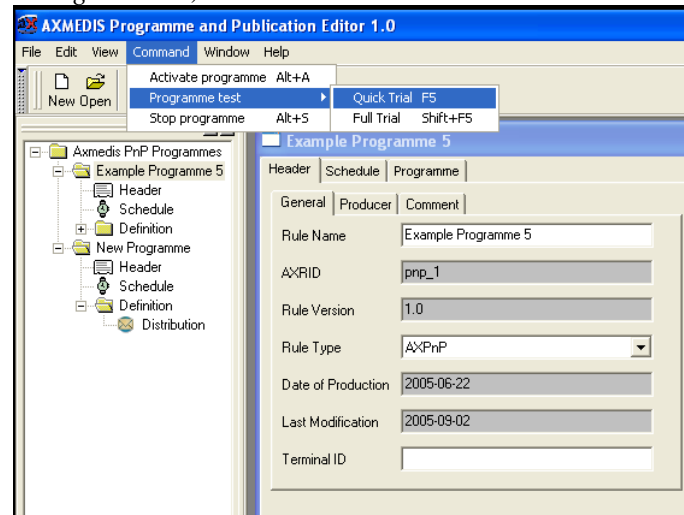 AXMEDIS Programme and Publication Editor 1.0
File Edit View Command Window Help
New Open
Activate programme Alt+A
Programme test
Stop programme Alt+S
Quick Trial F5
Full Trial Shift+F5
Axmedis PnP Programmes
Example Programme 5
Header
Schedule
Definition
New Programme
Header
Schedule
Definition
Distribution
Example Programme 5
Header Schedule Programme
General Producer Comment
Rule Name Example Programme 5
AXRID pnp_1
Rule Version 1.0
Rule Type AXPnP
Date of Production 2005-06-22
Last Modification 2005-09-02
Terminal ID